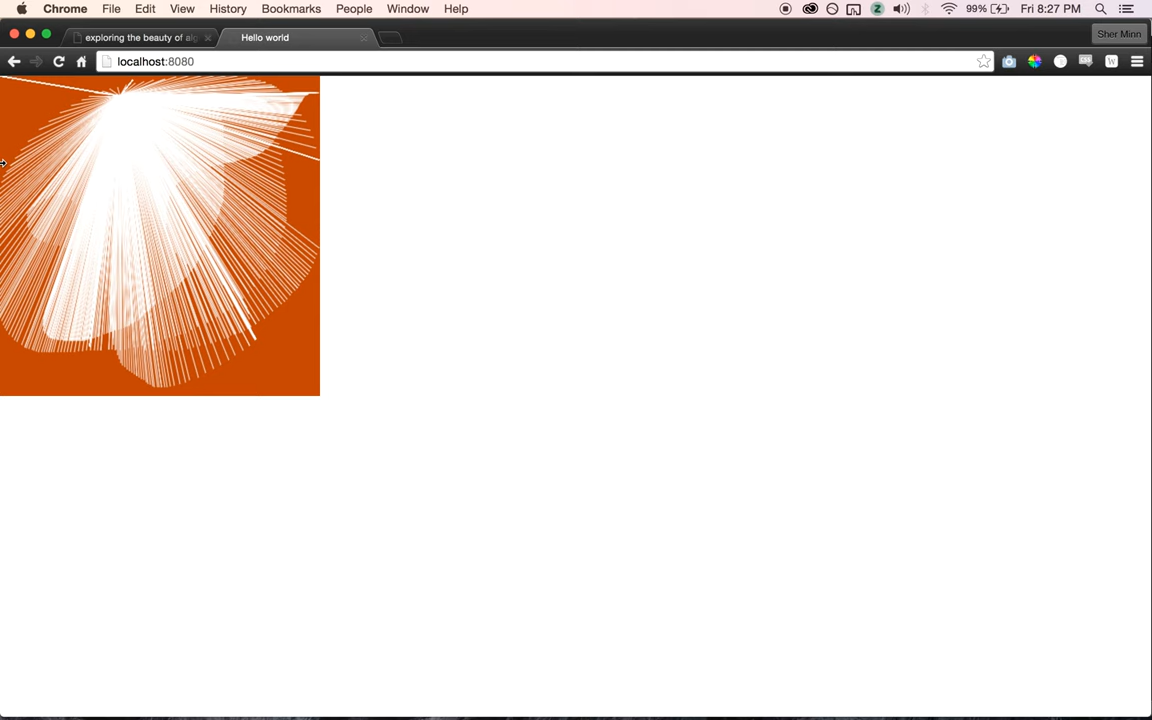 Chrome File Edit View History Bookmarks People Window Help 99% Fri 8:27 PM
exploring the beauty of Hello world Sher Minn
localhost:8080